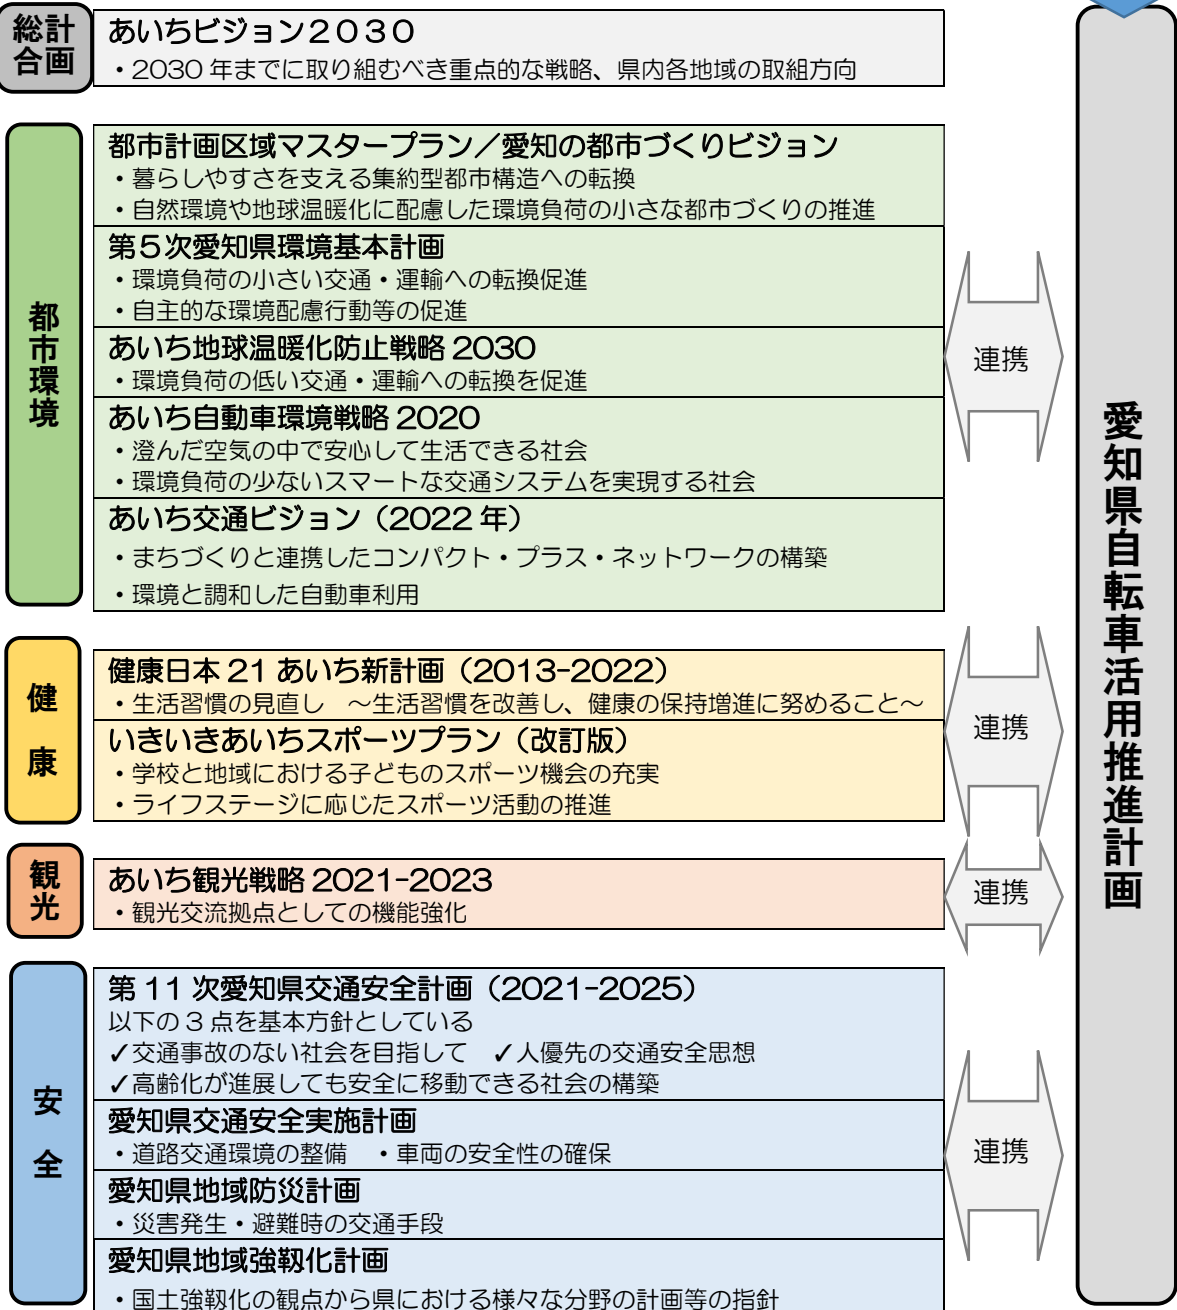 総合計画
あいちビジョン２０３０
・2030 年までに取り組むべき重点的な戦略、県内各地域の取組方向
都市環境
都市計画区域マスタープラン／愛知の都市づくりビジョン
・暮らしやすさを支える集約型都市構造への転換
・自然環境や地球温暖化に配慮した環境負荷の小さな都市づくりの推進
第５次愛知県環境基本計画
・環境負荷の小さい交通・運輸への転換促進
・自主的な環境配慮行動等の促進
あいち地球温暖化防止戦略 2030
・環境負荷の低い交通・運輸への転換を促進
あいち自動車環境戦略 2020
・澄んだ空気の中で安心して生活できる社会
・環境負荷の少ないスマートな交通システムを実現する社会
あいち交通ビジョン（2022 年）
・まちづくりと連携したコンパクト・プラス・ネットワークの構築
・環境と調和した自動車利用
連携
健康
健康日本 21 あいち新計画（2013-2022）
・生活習慣の見直し　～生活習慣を改善し、健康の保持増進に努めること～
いきいきあいちスポーツプラン（改訂版）
・学校と地域における子どものスポーツ機会の充実
・ライフステージに応じたスポーツ活動の推進
連携
観光
あいち観光戦略 2021-2023
・観光交流拠点としての機能強化
連携
安全
第 11 次愛知県交通安全計画（2021-2025）
以下の３点を基本方針としている
✓交通事故のない社会を目指して　✓人優先の交通安全思想
✓高齢化が進展しても安全に移動できる社会の構築
愛知県交通安全実施計画
・道路交通環境の整備　・車両の安全性の確保
愛知県地域防災計画
・災害発生・避難時の交通手段
愛知県地域強靱化計画
・国土強靱化の観点から県における様々な分野の計画等の指針
連携
愛知県自転車活用推進計画